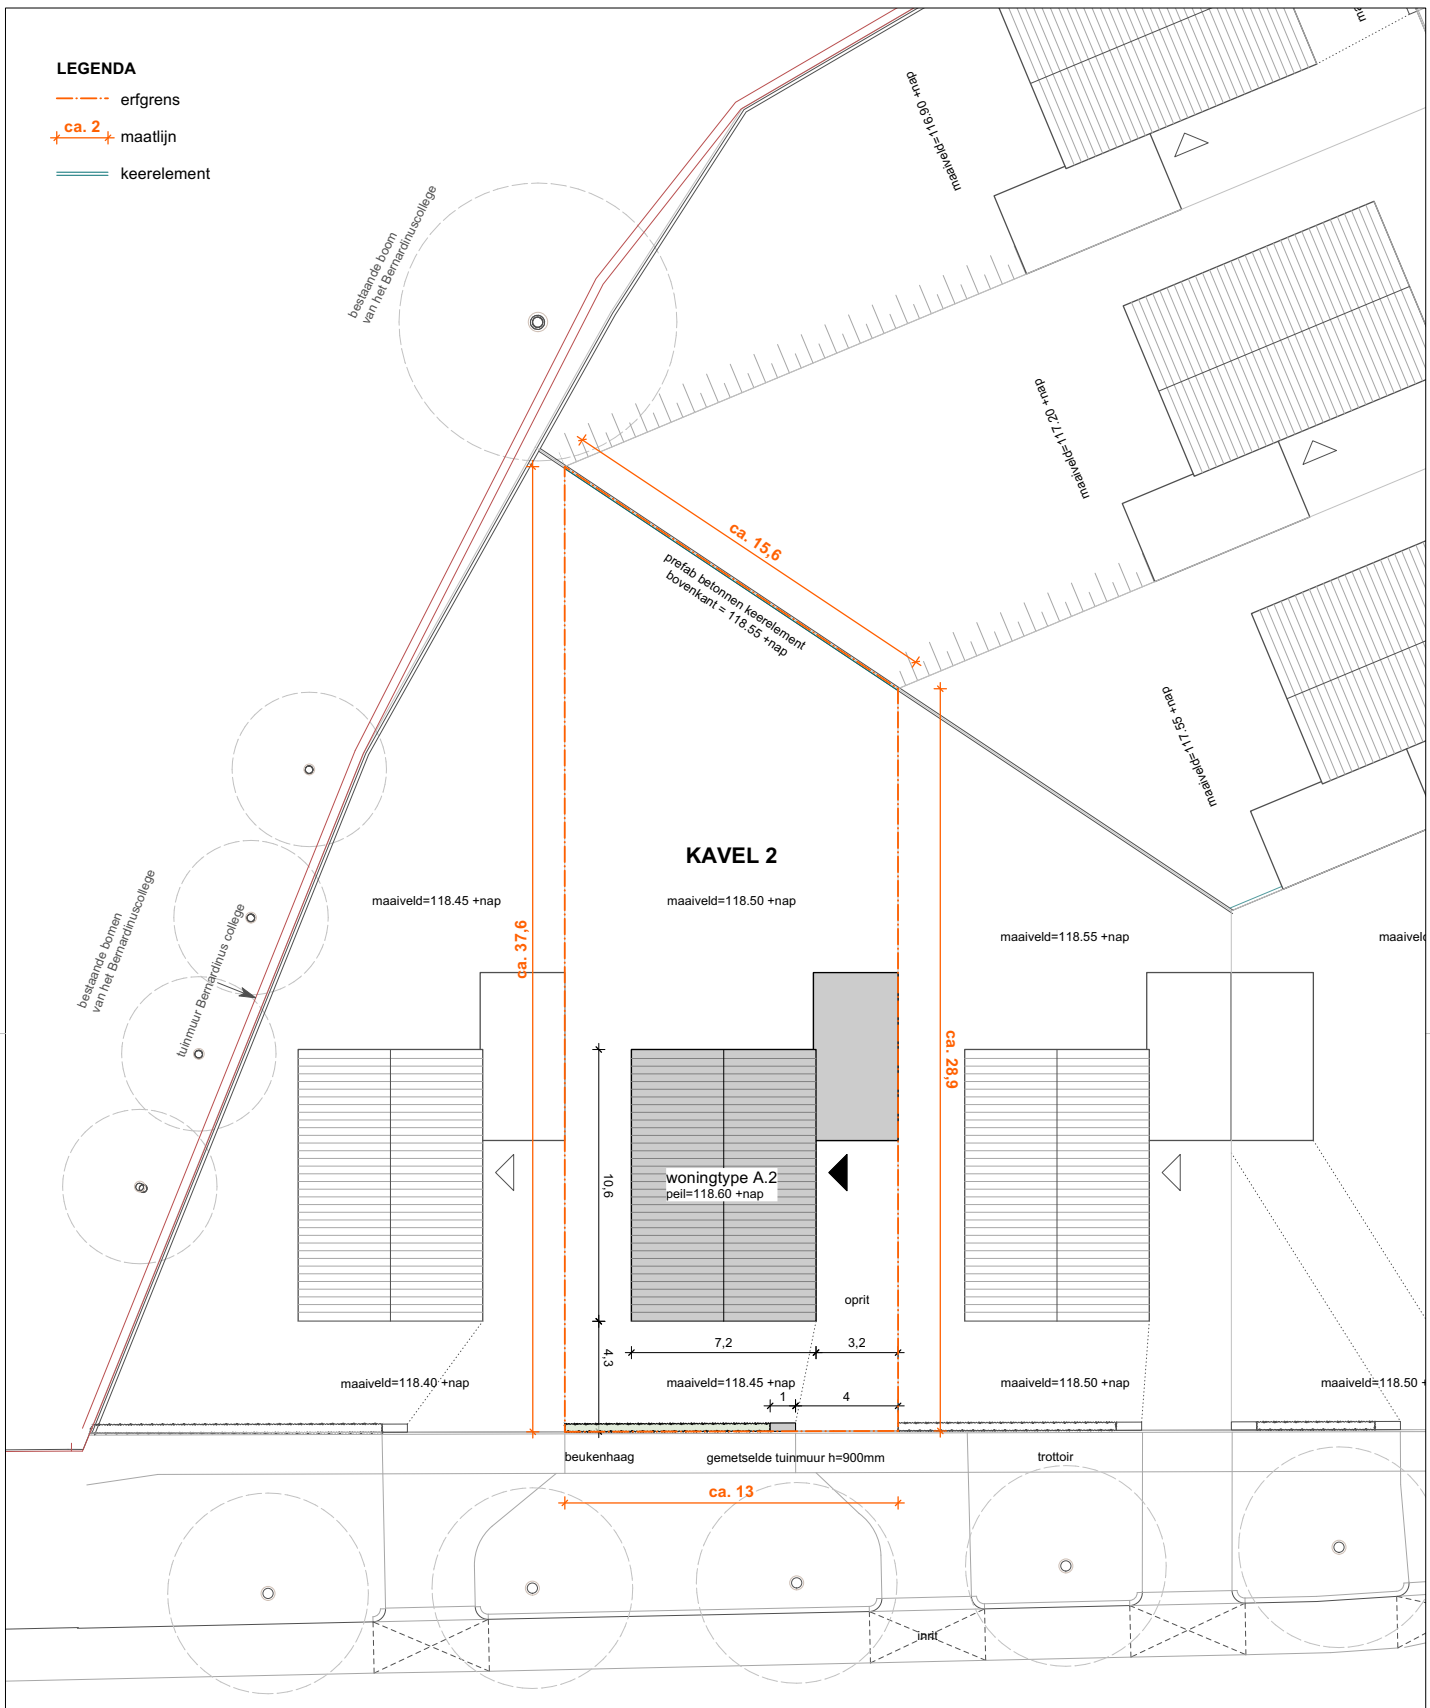 LEGENDA
erfgrens
ca. 2
maatlijn
keerelement
bestaande boom
van het Bernardinuscollege
maaiveld=116.90 +nap
maaiveld=117.20 +nap
maaiveld=117.55 +nap
ca. 15,6
prefab betonnen keerelement
bovenkant = 118.55 +nap
KAVEL 2
maaiveld=118.45 +nap
maaiveld=118.50 +nap
maaiveld=118.55 +nap
bestaande bomen
van het Bernardinuscollege
tuinmuur Bernardinus college
ca. 37,6
ca. 28,9
10,6
woningtype A.2
peil=118.60 +nap
oprit
7,2
3,2
4,3
maaiveld=118.40 +nap
maaiveld=118.45 +nap
maaiveld=118.50 +nap
maaiveld=118.50 +
1
4
beukenhaag
gemetselde tuinmuur h=900mm
trottoir
ca. 13
inrit